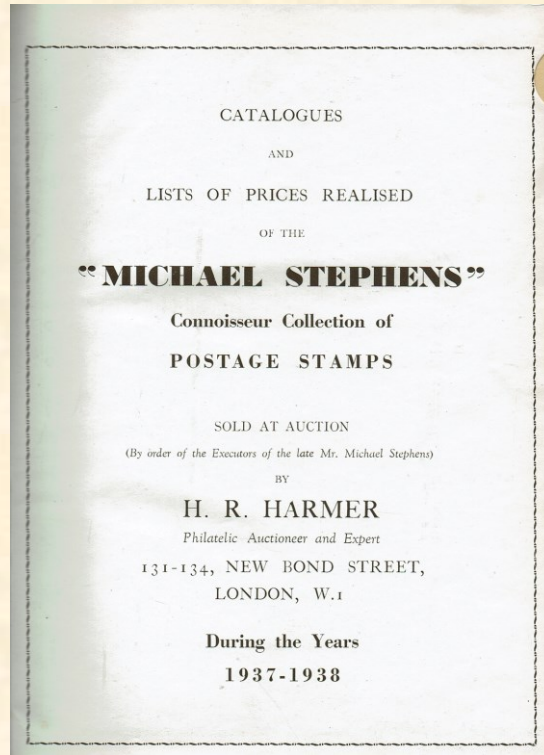 CATALOGUES
AND
LISTS OF PRICES REALISED
OF THE
"MICHAEL STEPHENS"
Connoisseur Collection of
POSTAGE STAMPS
SOLD AT AUCTION
(By order of the Executors of the late Mr. Michael Stephens)
BY
H. R. HARMER
Philatelic Auctioneer and Expert
131-134, NEW BOND STREET,
LONDON, W.1
During the Years
1937-1938